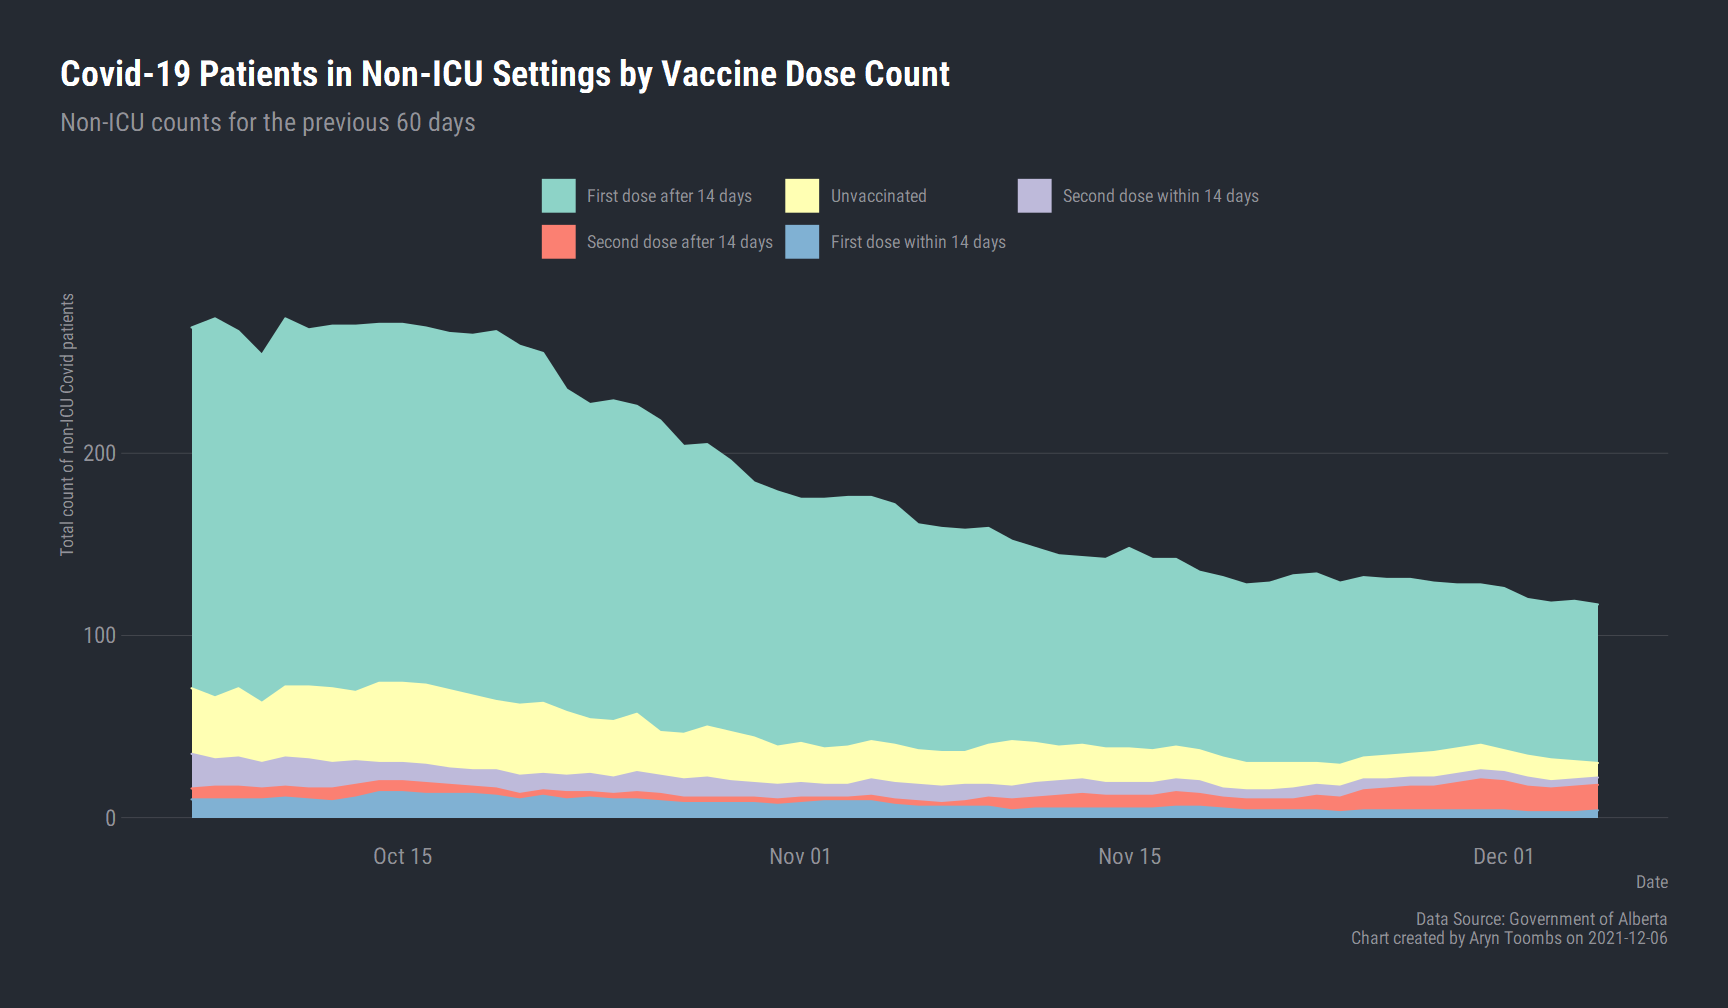 Covid-19 Patients in Non-ICU Settings by Vaccine Dose Count
Non-ICU counts for the previous 60 days
First dose after 14 days
Unvaccinated
Second dose within 14 days
Second dose after 14 days
First dose within 14 days
Total count of non-ICU Covid patients
200
100
0
Oct 15
Nov 01
Nov 15
Dec 01
Date
Data Source: Government of Alberta
Chart created by Aryn Toombs on 2021-12-06